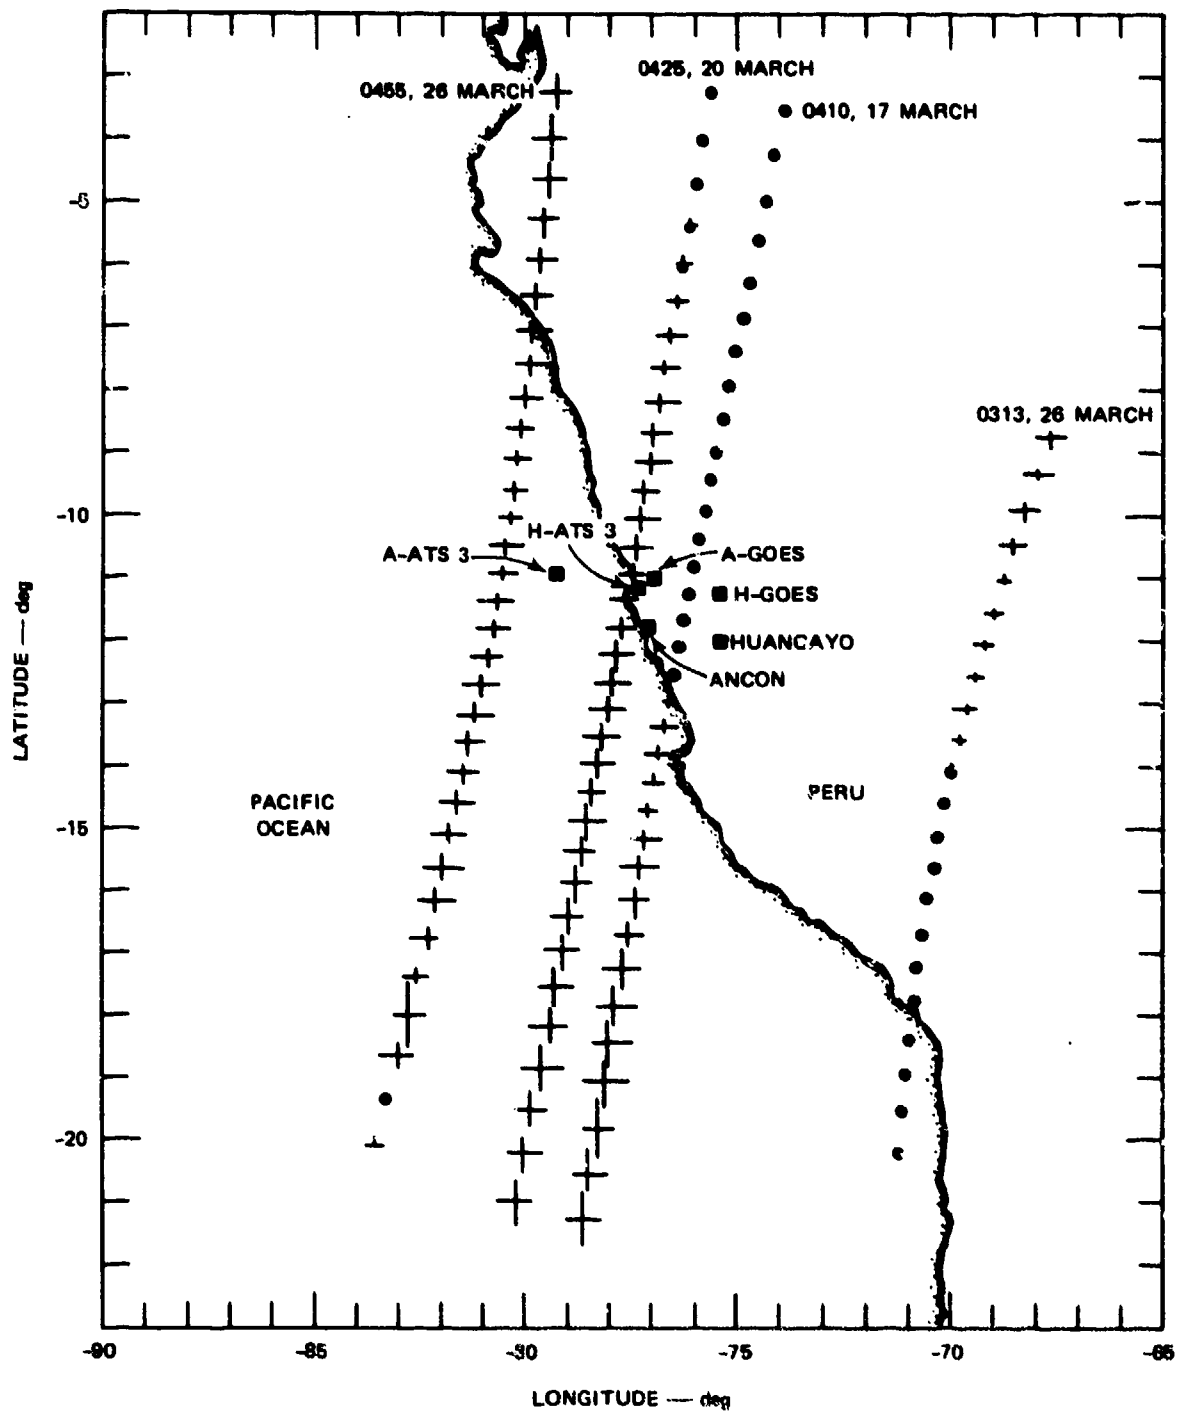 0425, 20 MARCH
0455, 26 MARCH
0410, 17 MARCH
-5
0313, 26 MARCH
-10
H-ATS 3
A-ATS 3
A-GOES
H-GOES
HUANCAYO
ANCON
LATITUDE — deg
PACIFIC
OCEAN
PERU
-15
-20
-90
-85
-30
-75
-70
-65
LONGITUDE — deg